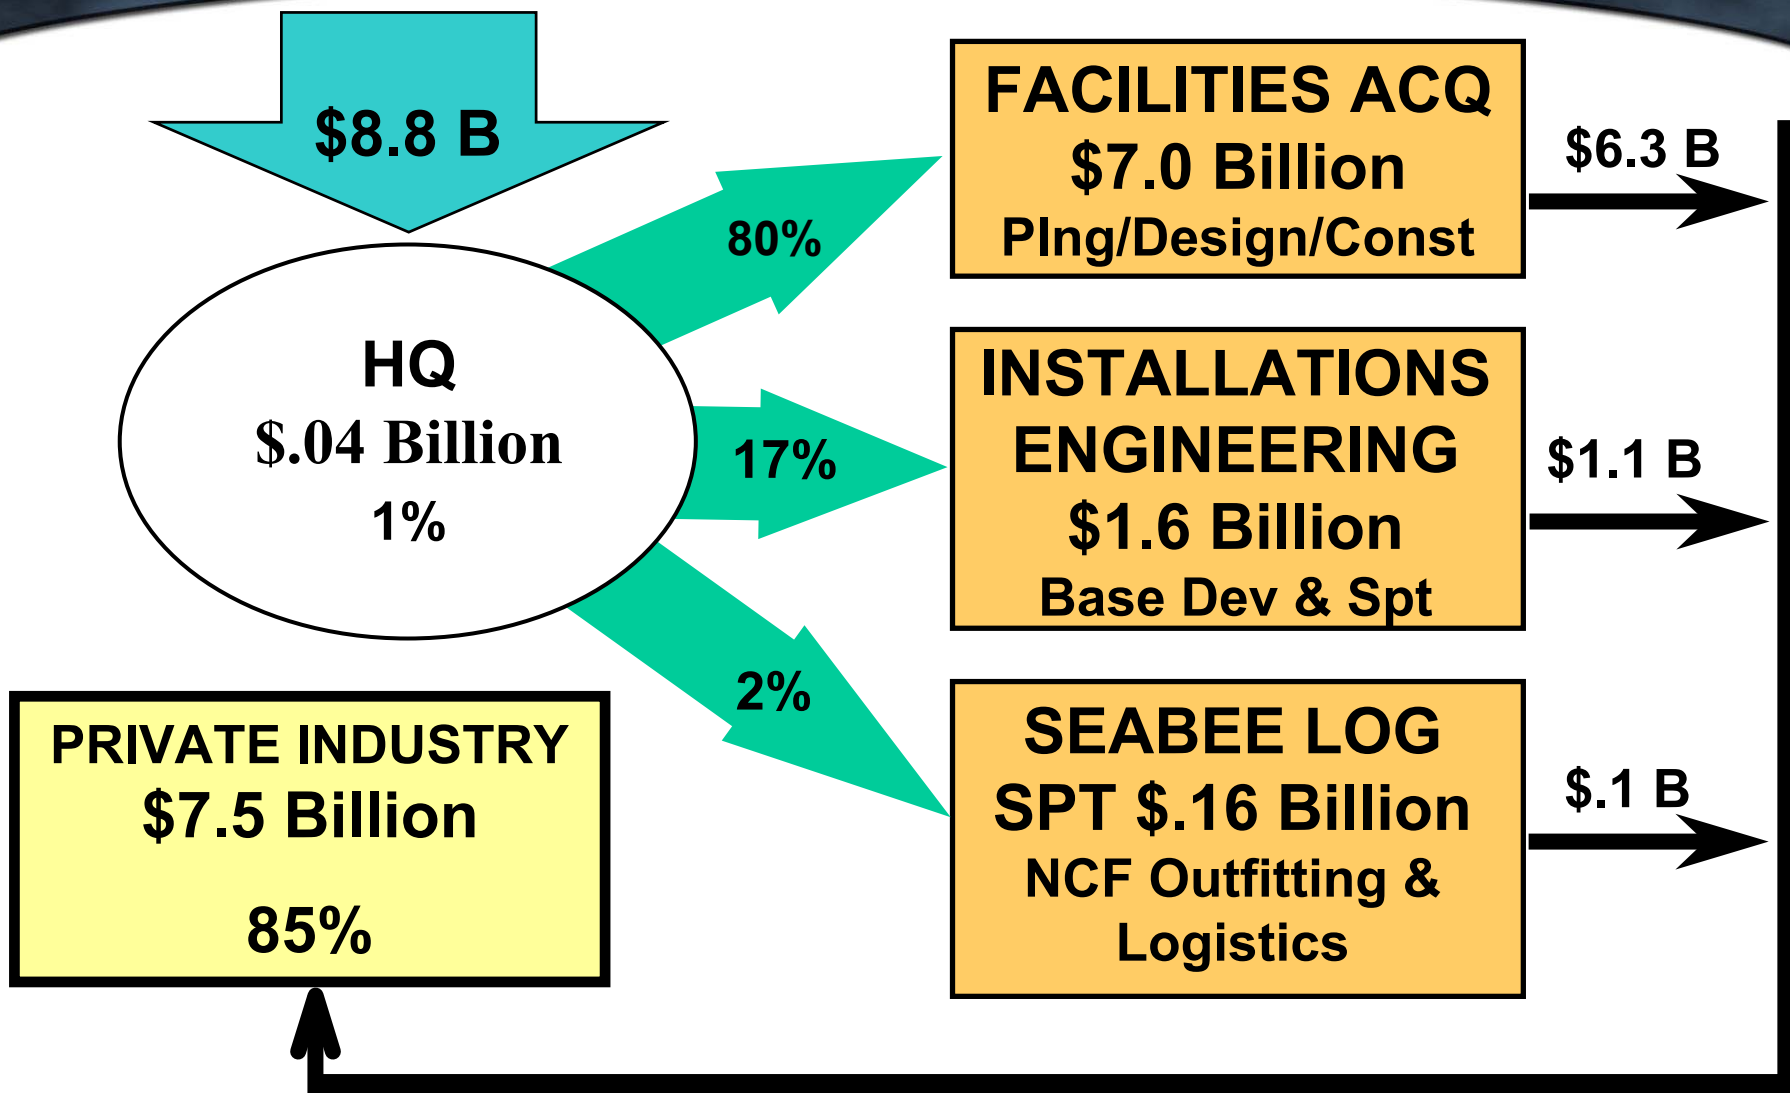 $8.8 B
HQ
$.04 Billion
1%
80%
17%
2%
FACILITIES ACQ
$7.0 Billion
Plng/Design/Const
$6.3 B
INSTALLATIONS
ENGINEERING
$1.6 Billion
Base Dev & Spt
$1.1 B
SEABEE LOG
SPT $.16 Billion
NCF Outfitting &
Logistics
$.1 B
PRIVATE INDUSTRY
$7.5 Billion
85%